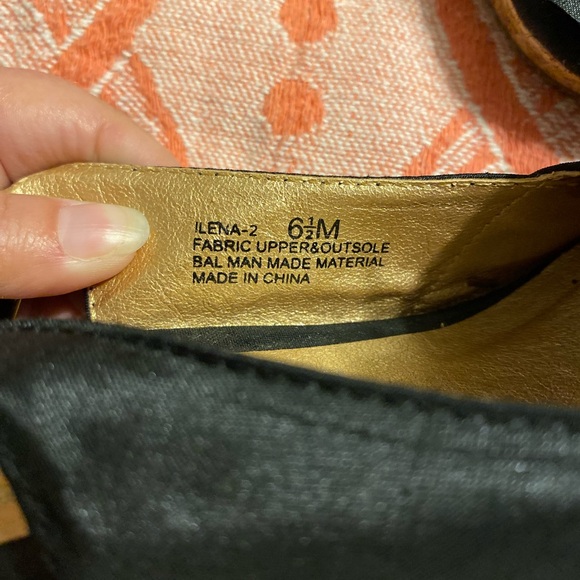 ILENA-2 6½M
FABRIC UPPER&OUTSOLE
BAL MAN MADE MATERIAL
MADE IN CHINA